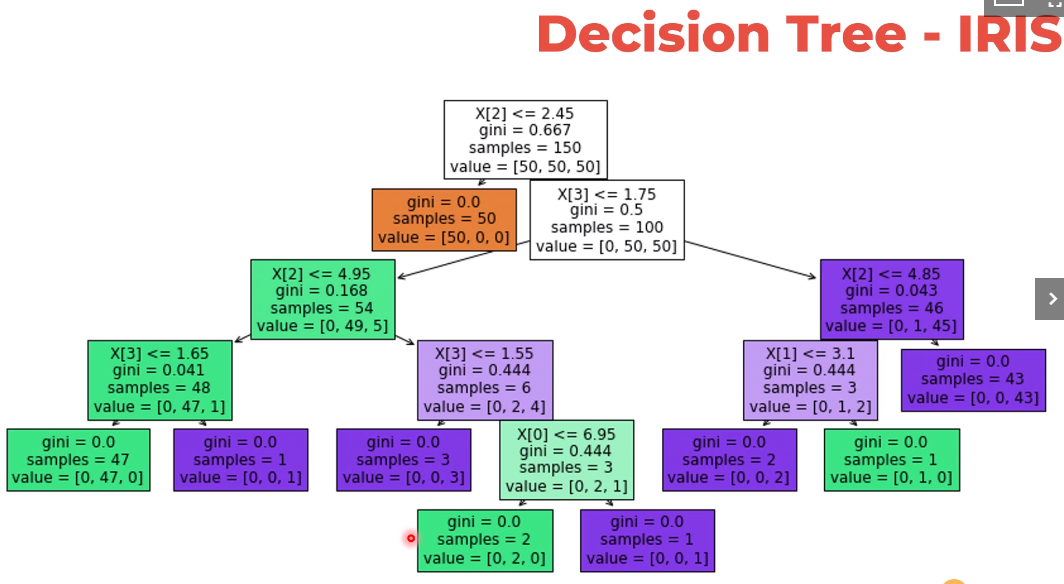 Decision Tree - IRIS
X[2] <= 2.45
gini = 0.667
samples = 150
value = [50, 50, 50]
gini = 0.0
samples = 50
value = [50, 0, 0]
X[3] <= 1.75
gini = 0.5
samples = 100
value = [0, 50, 50]
X[2] <= 4.95
gini = 0.168
samples = 54
value = [0, 49, 5]
X[2] <= 4.85
gini = 0.043
samples = 46
value = [0, 1, 45]
X[3] <= 1.65
gini = 0.041
samples = 48
value = [0, 47, 1]
X[3] <= 1.55
gini = 0.444
samples = 6
value = [0, 2, 4]
X[1] <= 3.1
gini = 0.444
samples = 3
value = [0, 1, 2]
gini = 0.0
samples = 43
value = [0, 0, 43]
gini = 0.0
samples = 47
value = [0, 47, 0]
gini = 0.0
samples = 1
value = [0, 0, 1]
gini = 0.0
samples = 3
value = [0, 0, 3]
X[0] <= 6.95
gini = 0.444
samples = 3
value = [0, 2, 1]
gini = 0.0
samples = 2
value = [0, 0, 2]
gini = 0.0
samples = 1
value = [0, 1, 0]
gini = 0.0
samples = 2
value = [0, 2, 0]
gini = 0.0
samples = 1
value = [0, 0, 1]